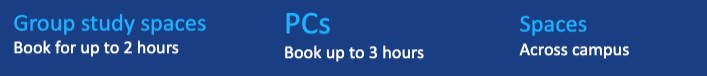 Group study spaces
Book for up to 2 hours
PCs
Book up to 3 hours
Spaces
Across campus